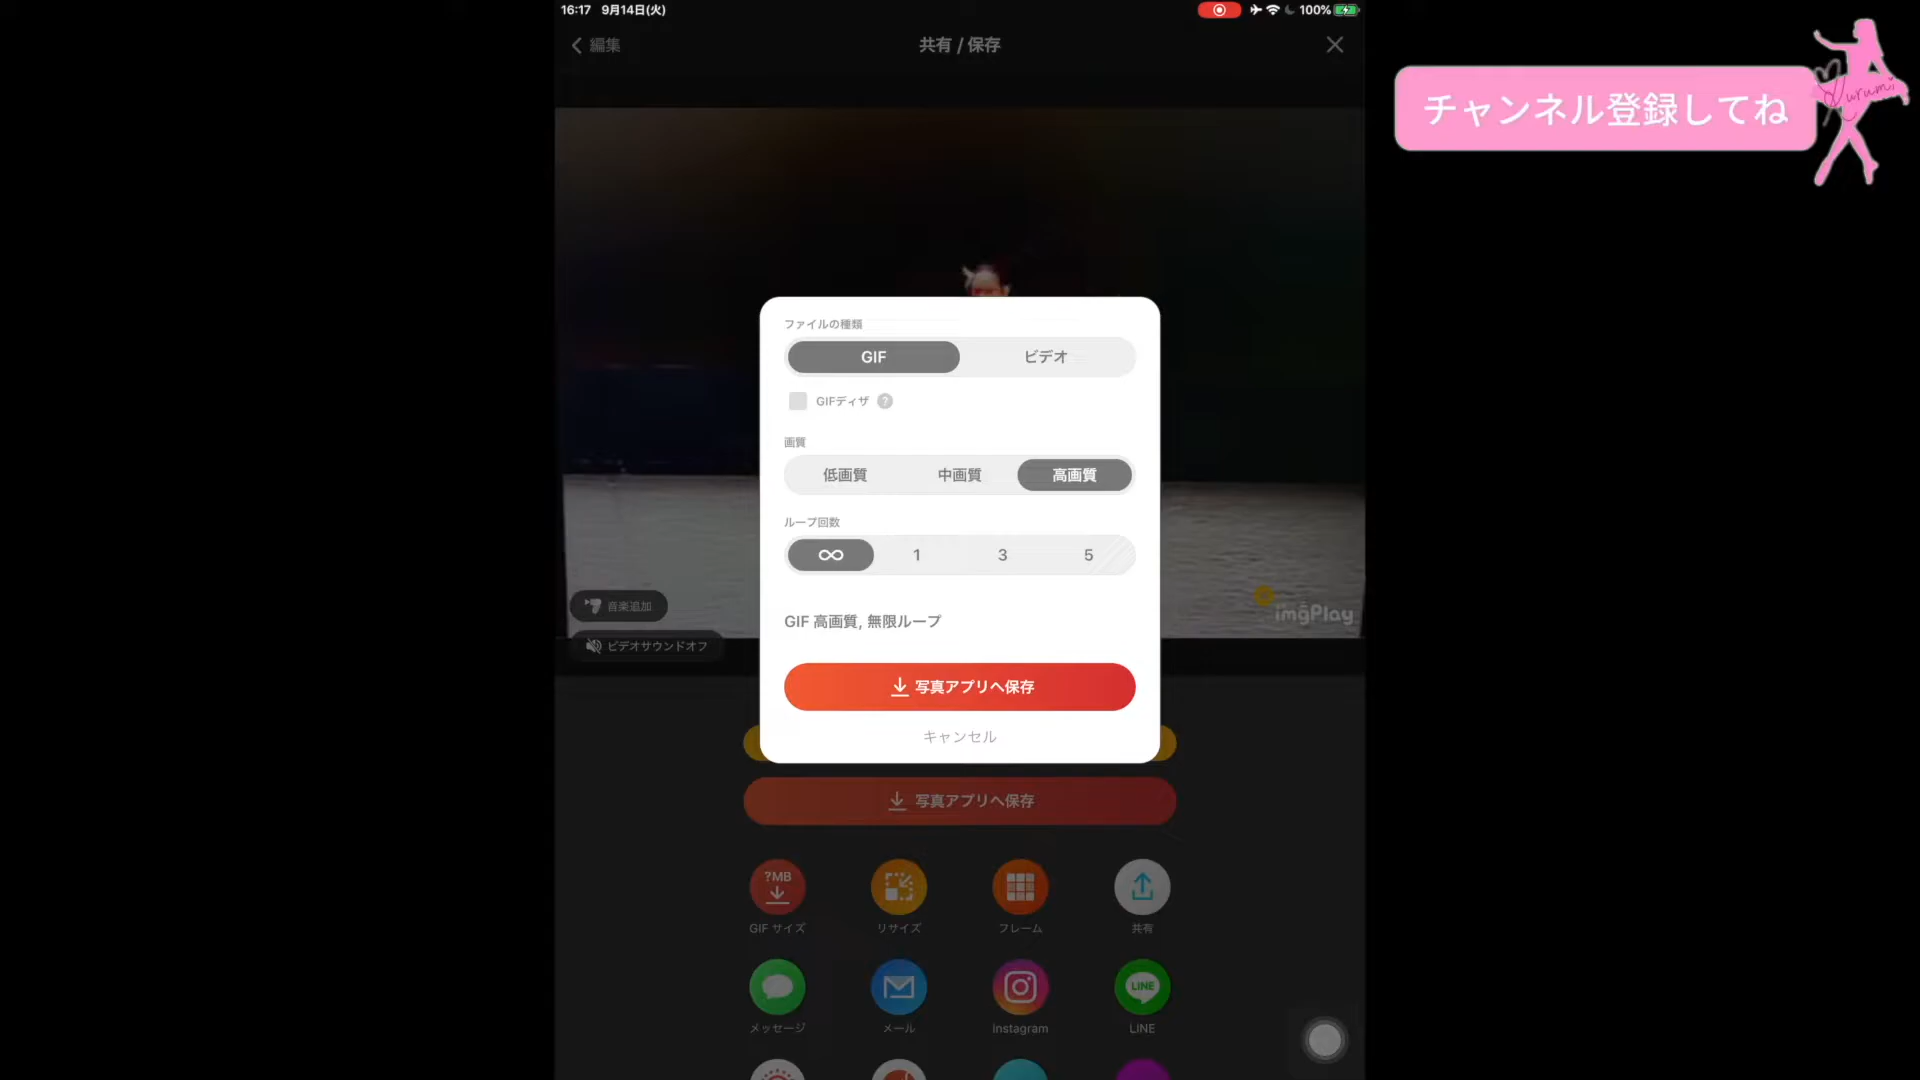 16:17 9月14日(火)
100%
編集
共有 / 保存
チャンネル登録してね
Yurumi
ファイルの種類
GIF
ビデオ
GIFディザ ?
画質
低画質
中画質
高画質
ループ回数
∞
1
3
5
音楽追加
ImgPlay
GIF 高画質, 無限ループ
ビデオサウンドオフ
写真アプリへ保存
キャンセル
写真アプリへ保存
?MB
GIF サイズ
リサイズ
フレーム
共有
LINE
メッセージ
メール
Instagram
LINE